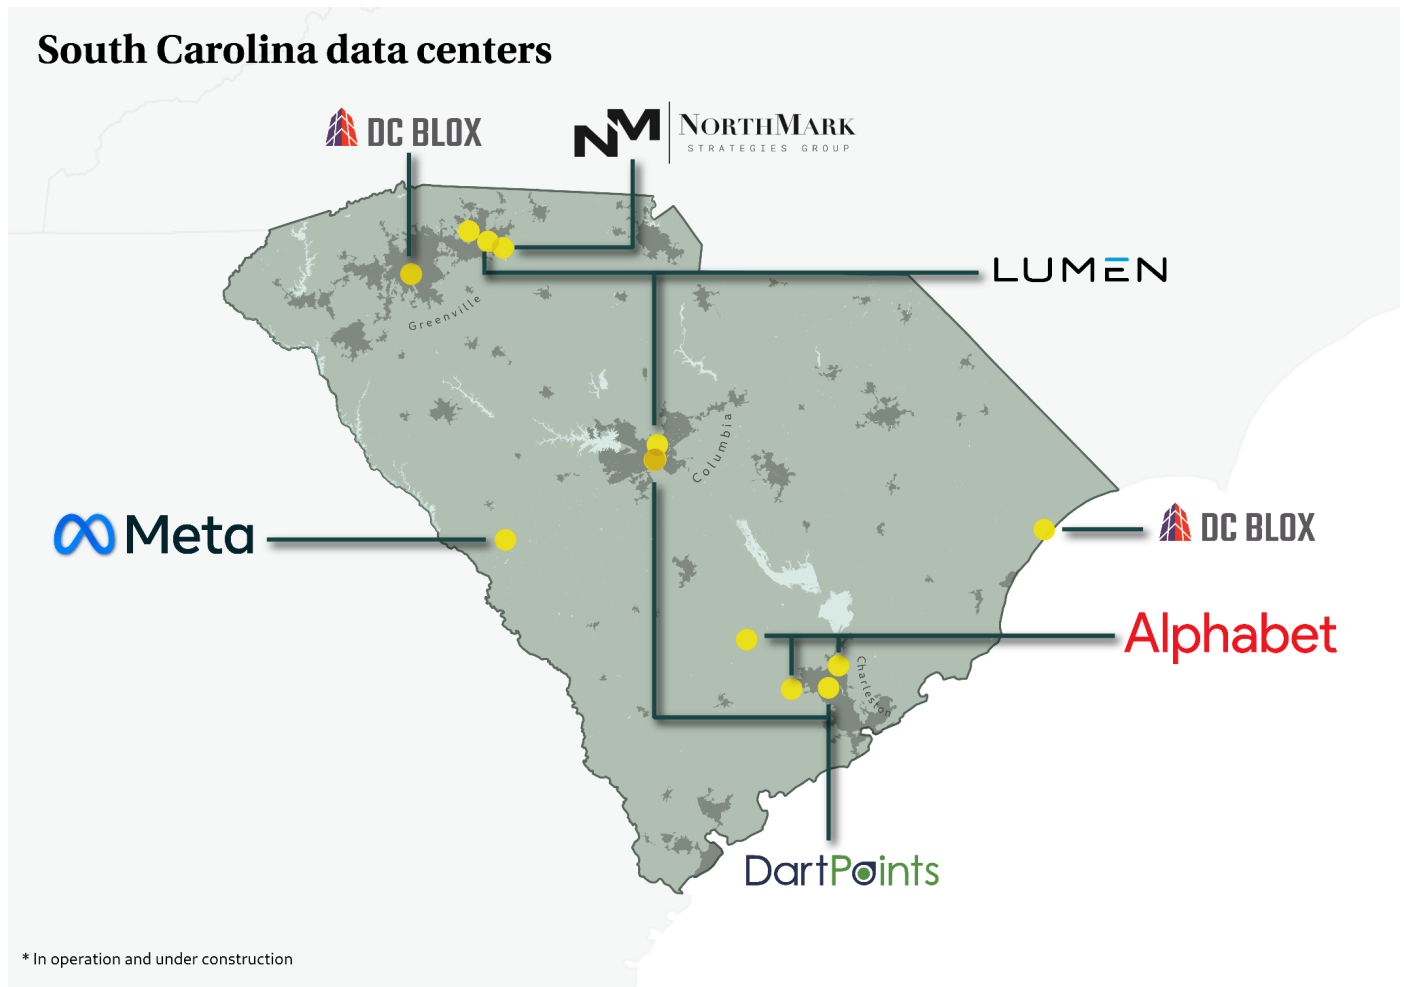 South Carolina data centers
DC BLOX
NM
NORTHMARK
STRATEGIES GROUP
LUMEN
Greenville
Columbia
Meta
DC BLOX
Alphabet
Charleston
DartPoints
* In operation and under construction